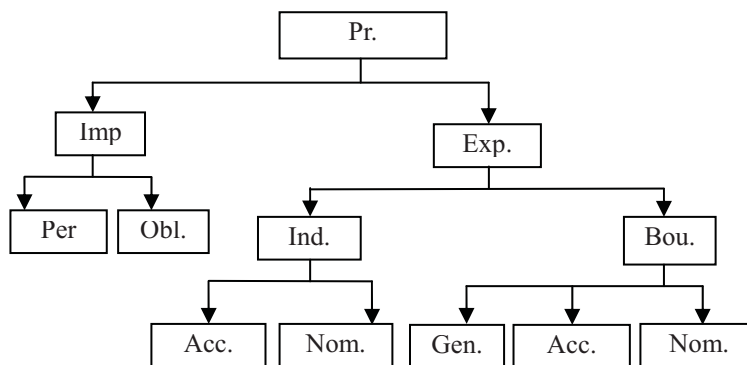 Pr.
Imp
Exp.
Per
Obl.
Ind.
Bou.
Acc.
Nom.
Gen.
Acc.
Nom.